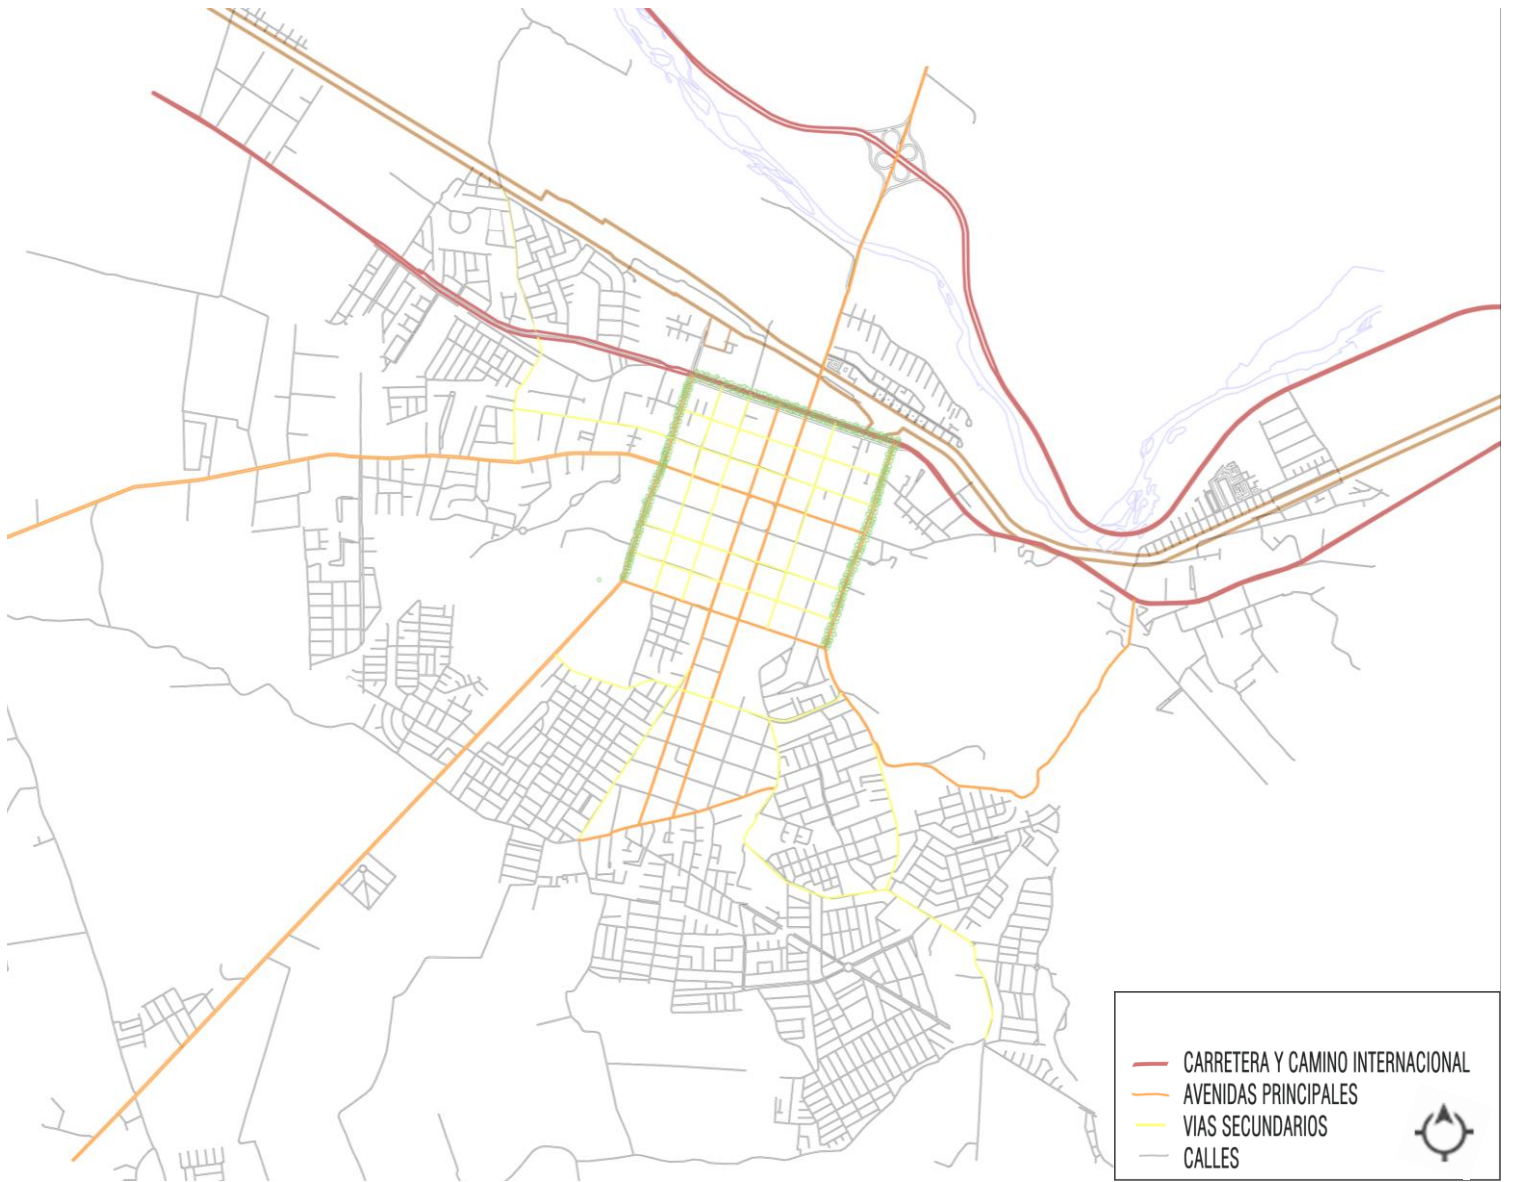 CARRETERA Y CAMINO INTERNACIONAL
AVENIDAS PRINCIPALES
VIAS SECUNDARIOS
CALLES